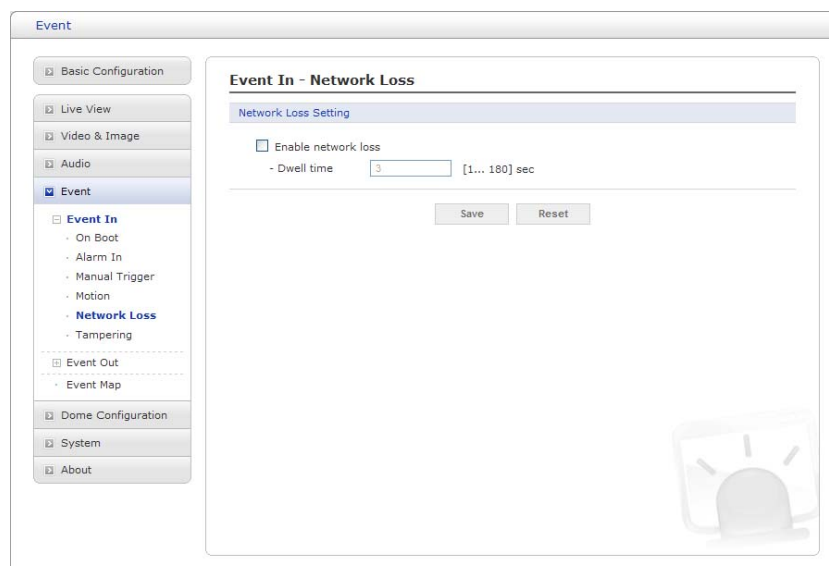 Event
Basic Configuration
Live View
Video & Image
Audio
Event
Event In
· On Boot
· Alarm In
· Manual Trigger
· Motion
· Network Loss
· Tampering
Event Out
· Event Map
Dome Configuration
System
About
Event In - Network Loss
Network Loss Setting
Enable network loss
- Dwell time 3 [1... 180] sec
Save Reset